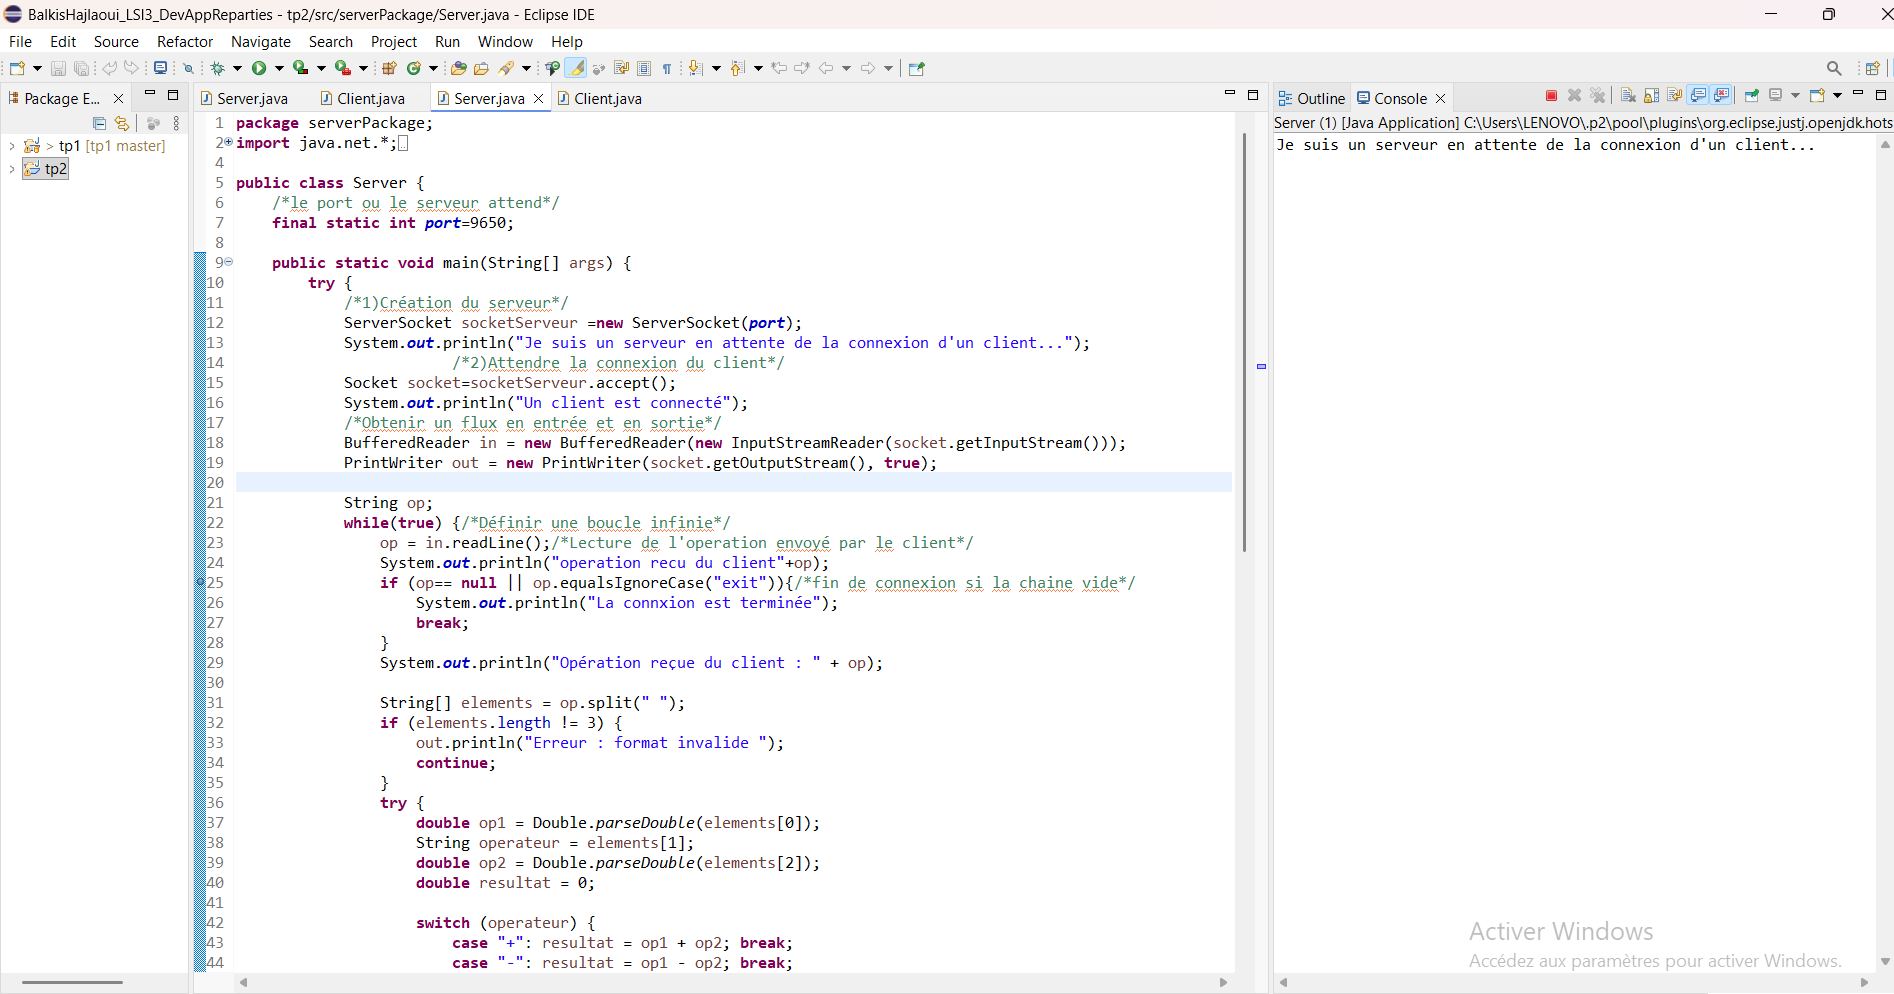 BalkisHajlaoui_LSI3_DevAppReparties - tp2/src/serverPackage/Server.java - Eclipse IDE
File Edit Source Refactor Navigate Search Project Run Window Help
Package E...
> tp1 [tp1 master]
tp2
Server.java Client.java Server.java Client.java
1 package serverPackage;
2 import java.net.*;
4
5 public class Server {
6 /*le port ou le serveur attend*/
7 final static int port=9650;
8
9 public static void main(String[] args) {
10 try {
11 /*1)Création du serveur*/
12 ServerSocket socketServeur =new ServerSocket(port);
13 System.out.println("Je suis un serveur en attente de la connexion d'un client...");
14 /*2)Attendre la connexion du client*/
15 Socket socket=socketServeur.accept();
16 System.out.println("Un client est connecté");
17 /*Obtenir un flux en entrée et en sortie*/
18 BufferedReader in = new BufferedReader(new InputStreamReader(socket.getInputStream()));
19 PrintWriter out = new PrintWriter(socket.getOutputStream(), true);
20
21 String op;
22 while(true) {/*Définir une boucle infinie*/
23 op = in.readLine();/*Lecture de l'operation envoyé par le client*/
24 System.out.println("operation recu du client"+op);
25 if (op== null || op.equalsIgnoreCase("exit")){/*fin de connexion si la chaine vide*/
26 System.out.println("La connxion est terminée");
27 break;
28 }
29 System.out.println("Opération reçue du client : " + op);
30
31 String[] elements = op.split(" ");
32 if (elements.length != 3) {
33 out.println("Erreur : format invalide ");
34 continue;
35 }
36 try {
37 double op1 = Double.parseDouble(elements[0]);
38 String operateur = elements[1];
39 double op2 = Double.parseDouble(elements[2]);
40 double resultat = 0;
41
42 switch (operateur) {
43 case "+": resultat = op1 + op2; break;
44 case "-": resultat = op1 - op2; break;
Outline Console
Server (1) [Java Application] C:\Users\LENOVO\.p2\pool\plugins\org.eclipse.justj.openjdk.hots
Je suis un serveur en attente de la connexion d'un client...
Activer Windows
Accédez aux paramètres pour activer Windows.